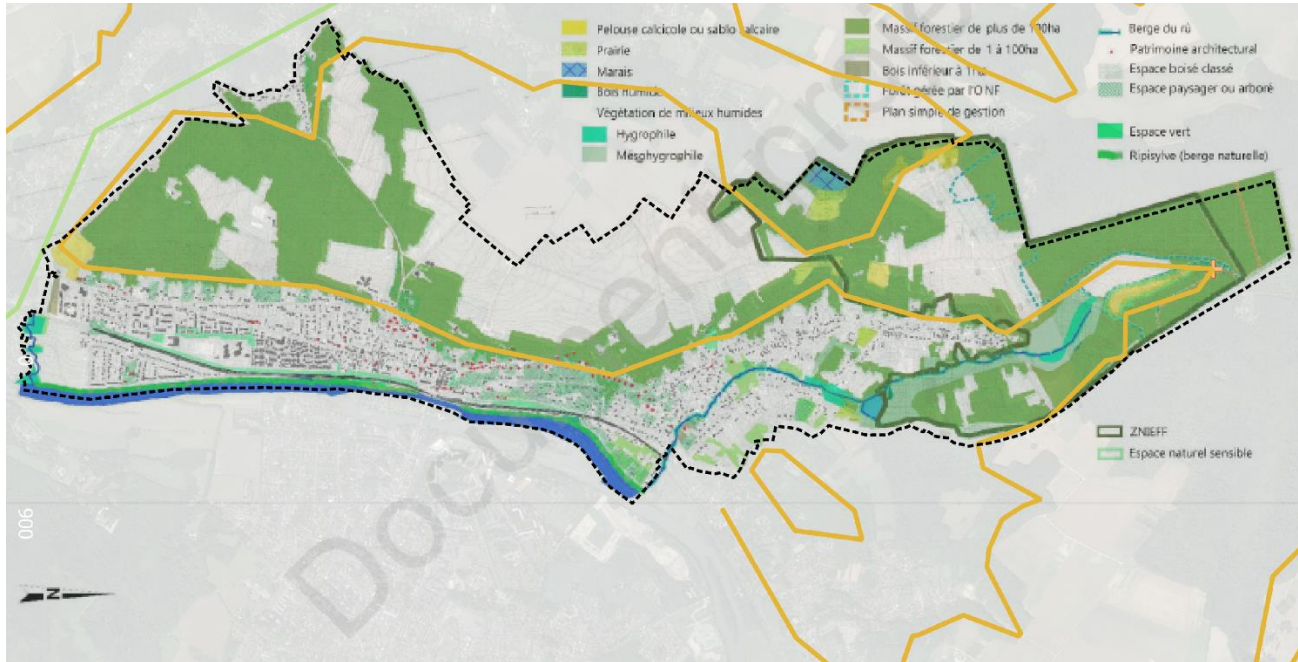 Pelouse calcicole ou sablo calcaire
Prairie
Marais
Bois humide
Végétation de milieux humides
Hygrophile
Mésghygrophile
Massif forestier de plus de 100ha
Massif forestier de 1 à 100ha
Bois inférieur à 1ha
Forêt gérée par l'ONF
Plan simple de gestion
Berge du rû
Patrimoine architectural
Espace boisé classé
Espace paysager ou arboré
Espace vert
Ripisylve (berge naturelle)
ZNIEFF
Espace naturel sensible
Document
900
N